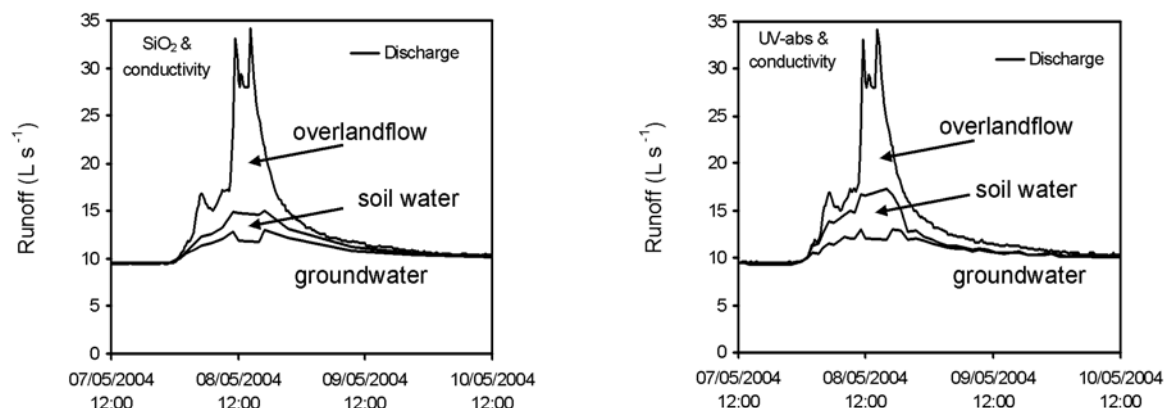 35
30
25
20
15
10
5
0
Runoff (L s⁻¹)
SiO₂ &
conductivity
Discharge
overlandflow
soil water
groundwater
07/05/2004 08/05/2004 09/05/2004 10/05/2004
12:00 12:00 12:00 12:00
35
30
25
20
15
10
5
0
Runoff (L s⁻¹)
UV-abs &
conductivity
Discharge
overlandflow
soil water
groundwater
07/05/2004 08/05/2004 09/05/2004 10/05/2004
12:00 12:00 12:00 12:00